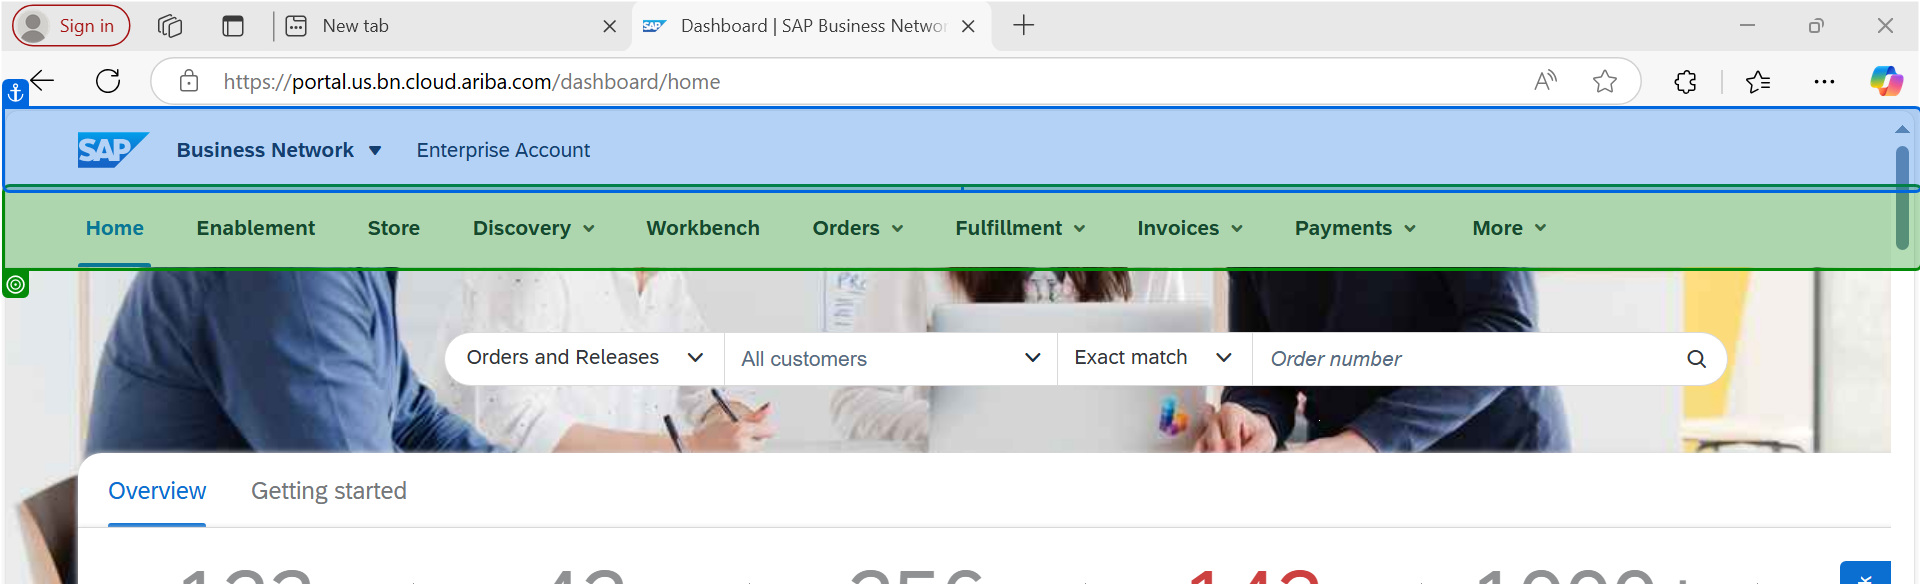 Sign in
New tab
SAP Dashboard | SAP Business Networ
https://portal.us.bn.cloud.ariba.com/dashboard/home
SAP Business Network Enterprise Account
Home Enablement Store Discovery Workbench Orders Fulfillment Invoices Payments More
Orders and Releases All customers Exact match Order number
Overview Getting started